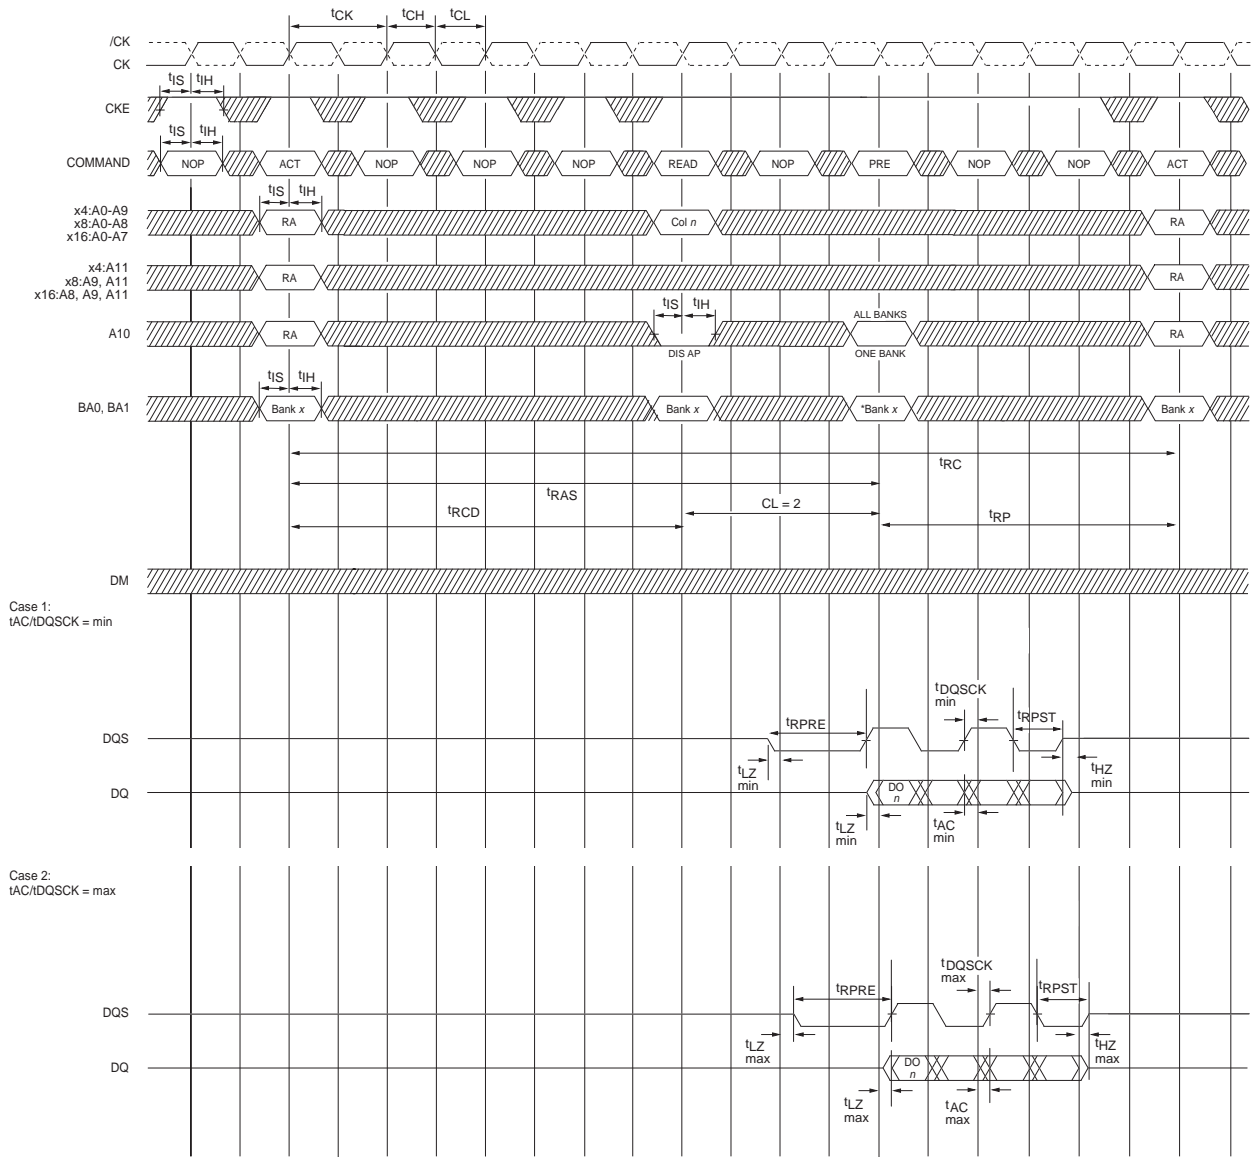 tCK tCH tCL
/CK
CK
tIS tIH
CKE
tIS tIH
COMMAND NOP ACT NOP NOP NOP READ NOP PRE NOP NOP ACT
tIS tIH
x4:A0-A9
x8:A0-A8
x16:A0-A7
RA Col n RA
x4:A11
x8:A9, A11
x16:A8, A9, A11
RA RA
tIS tIH
ALL BANKS
A10 RA RA
DIS AP ONE BANK
tIS tIH
BA0, BA1 Bank x Bank x *Bank x Bank x
tRC
tRAS
CL = 2
tRCD tRP
DM
Case 1:
tAC/tDQSCK = min
tDQSCK
min
tRPRE tRPST
DQS
tLZ
min
tHZ
min
DQ DO
n
tLZ
min
tAC
min
Case 2:
tAC/tDQSCK = max
tDQSCK
max
tRPRE tRPST
DQS
tLZ
max
tHZ
max
DQ DO
n
tLZ
max
tAC
max